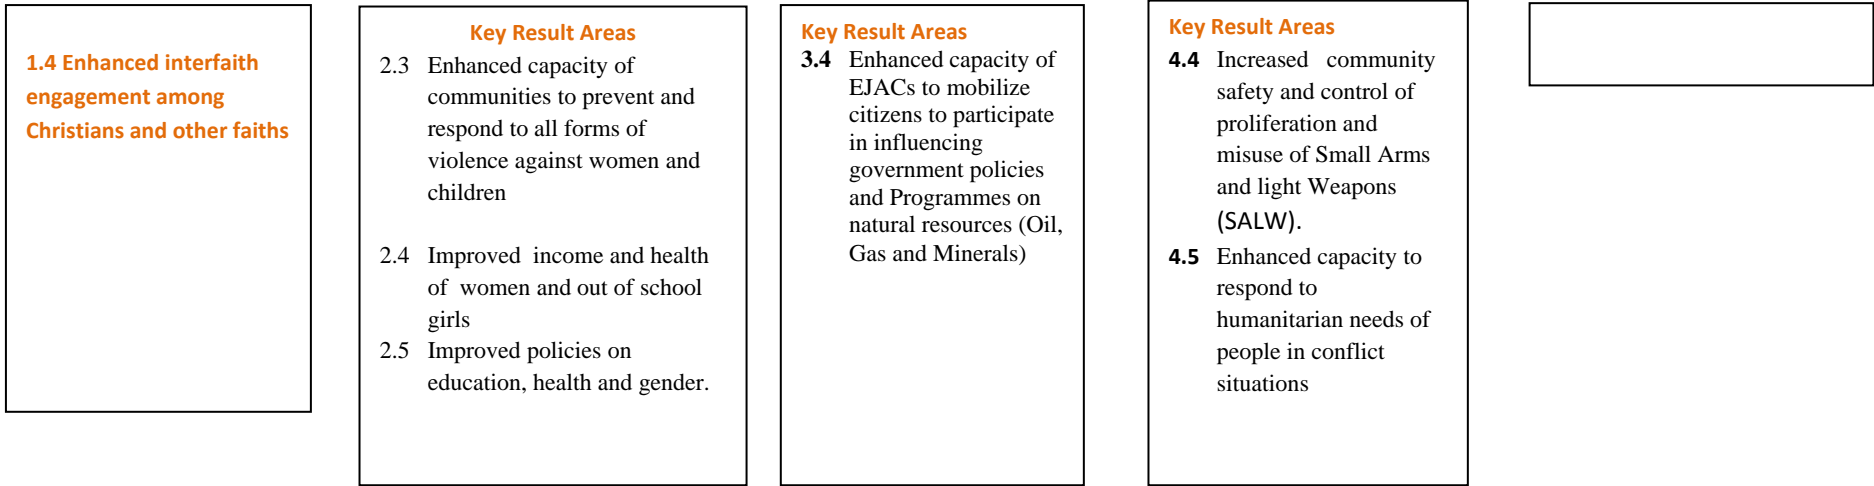 1.4 Enhanced interfaith
engagement among
Christians and other faiths
Key Result Areas
2.3 Enhanced capacity of
communities to prevent and
respond to all forms of
violence against women and
children
2.4 Improved income and health
of women and out of school
girls
2.5 Improved policies on
education, health and gender.
Key Result Areas
3.4 Enhanced capacity of
EJACs to mobilize
citizens to participate
in influencing
government policies
and Programmes on
natural resources (Oil,
Gas and Minerals)
Key Result Areas
4.4 Increased community
safety and control of
proliferation and
misuse of Small Arms
and light Weapons
(SALW).
4.5 Enhanced capacity to
respond to
humanitarian needs of
people in conflict
situations